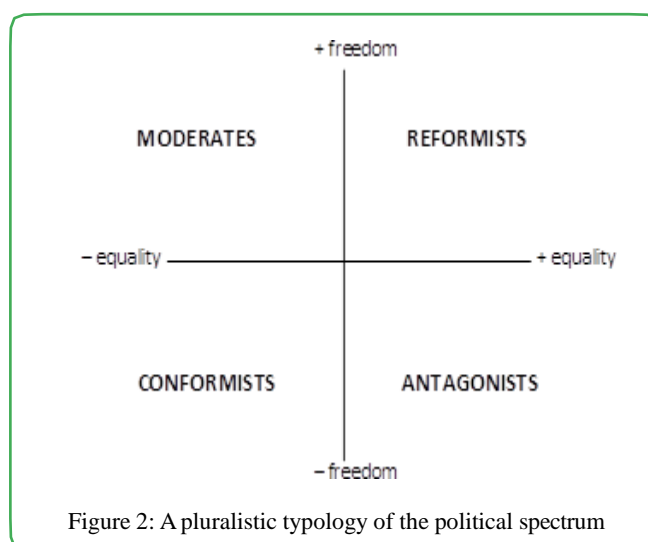 + freedom
MODERATES REFORMISTS
– equality + equality
CONFORMISTS ANTAGONISTS
– freedom
Figure 2: A pluralistic typology of the political spectrum